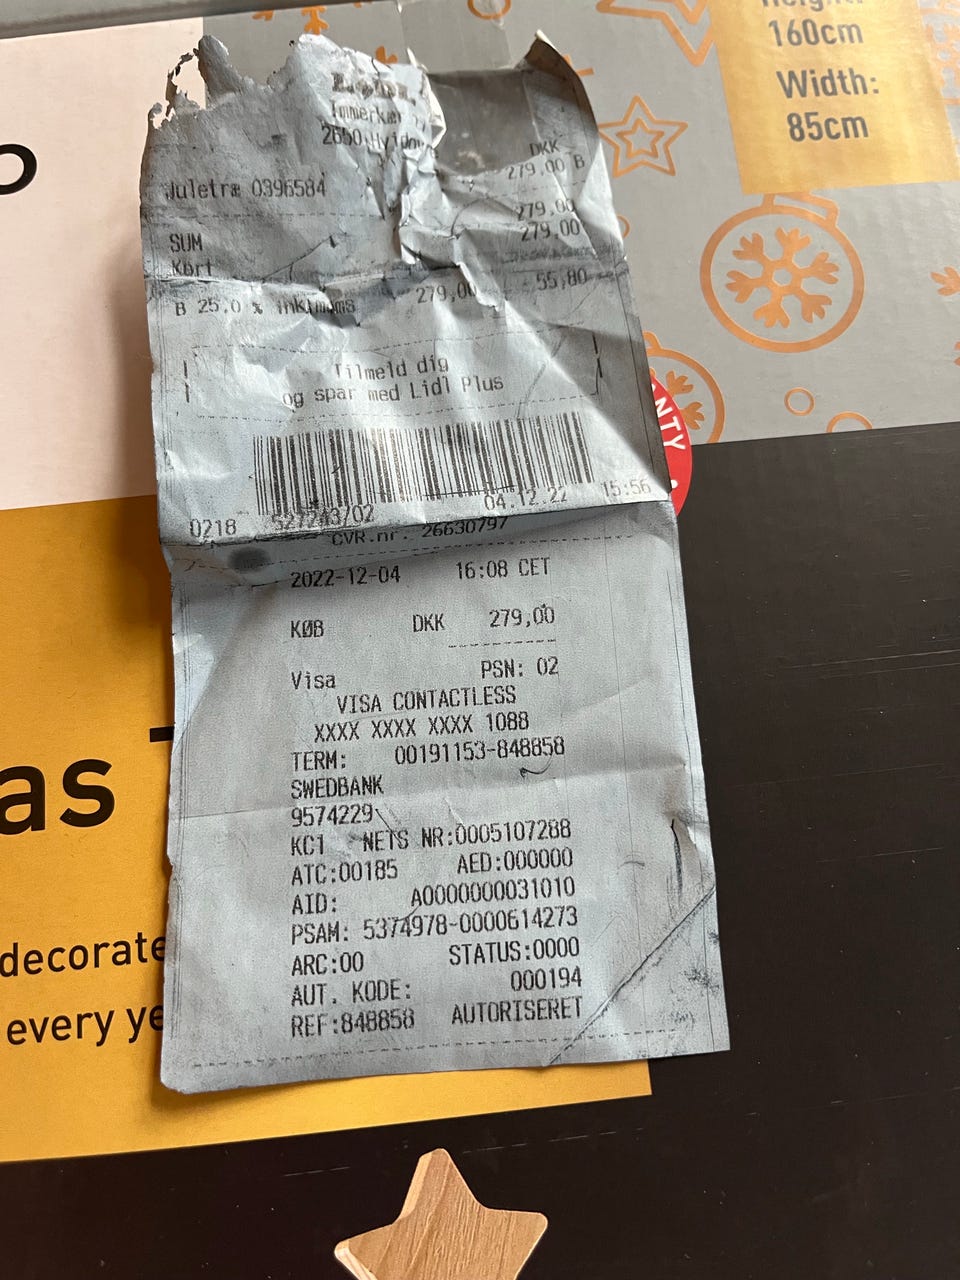 Height:
160cm
Width:
85cm
Immerkær
2650 Hvidovre
DKK
Juletræ 0396584 279,00 B
279,00
SUM 279,00
Kort
B 25,0 % inkl.moms 279,00 55,80
Tilmeld dig
og spar med Lidl Plus
0218 04.12.22 15:56
CVR.nr. 26630797
2022-12-04 16:08 CET
KØB DKK 279,00
Visa PSN: 02
VISA CONTACTLESS
XXXX XXXX XXXX 1088
TERM: 00191153-848858
SWEDBANK
9574229
KC1 NETS NR:0005107288
ATC:00185 AED:000000
AID: A0000000031010
PSAM: 5374978-0000614273
ARC:00 STATUS:0000
AUT. KODE: 000194
REF:848858 AUTORISERET
NTY
as
decorate
every ye